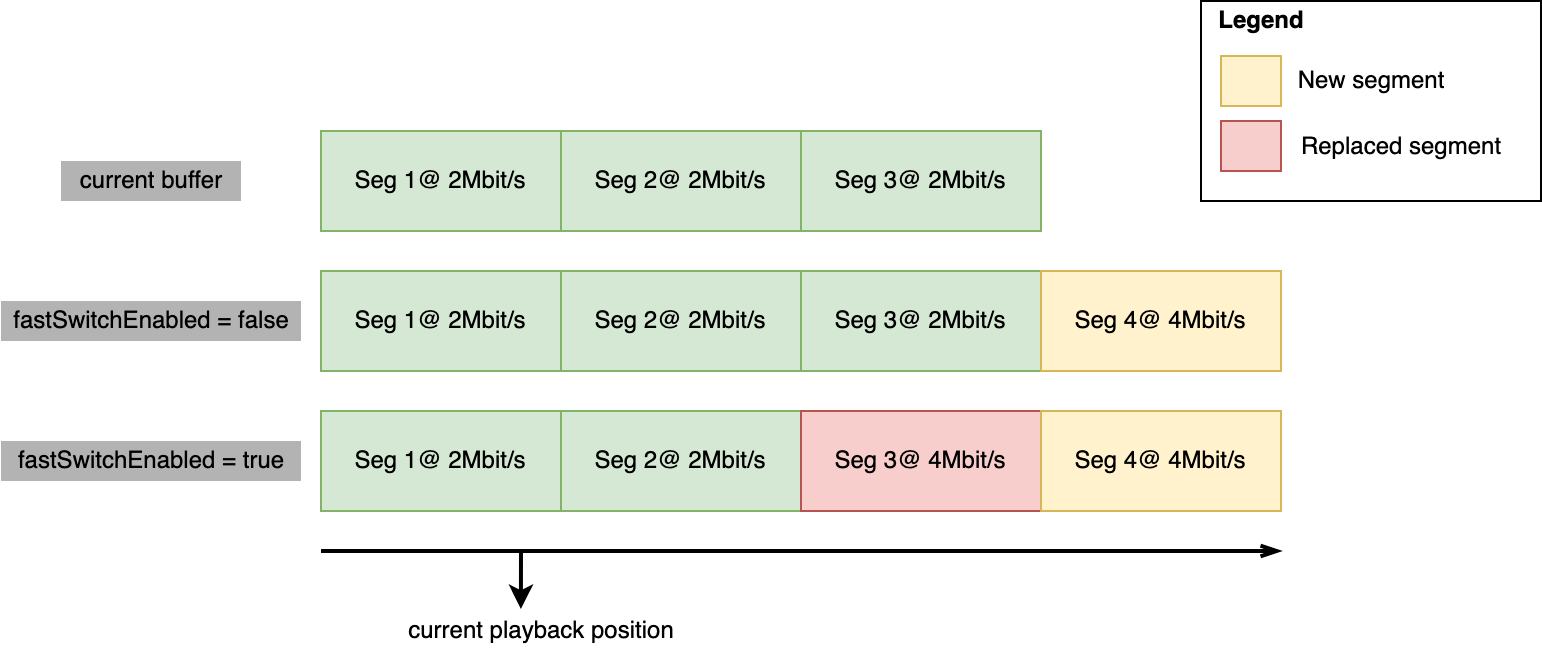 Legend
New segment
Replaced segment
current buffer
Seg 1@ 2Mbit/s
Seg 2@ 2Mbit/s
Seg 3@ 2Mbit/s
fastSwitchEnabled = false
Seg 1@ 2Mbit/s
Seg 2@ 2Mbit/s
Seg 3@ 2Mbit/s
Seg 4@ 4Mbit/s
fastSwitchEnabled = true
Seg 1@ 2Mbit/s
Seg 2@ 2Mbit/s
Seg 3@ 4Mbit/s
Seg 4@ 4Mbit/s
current playback position